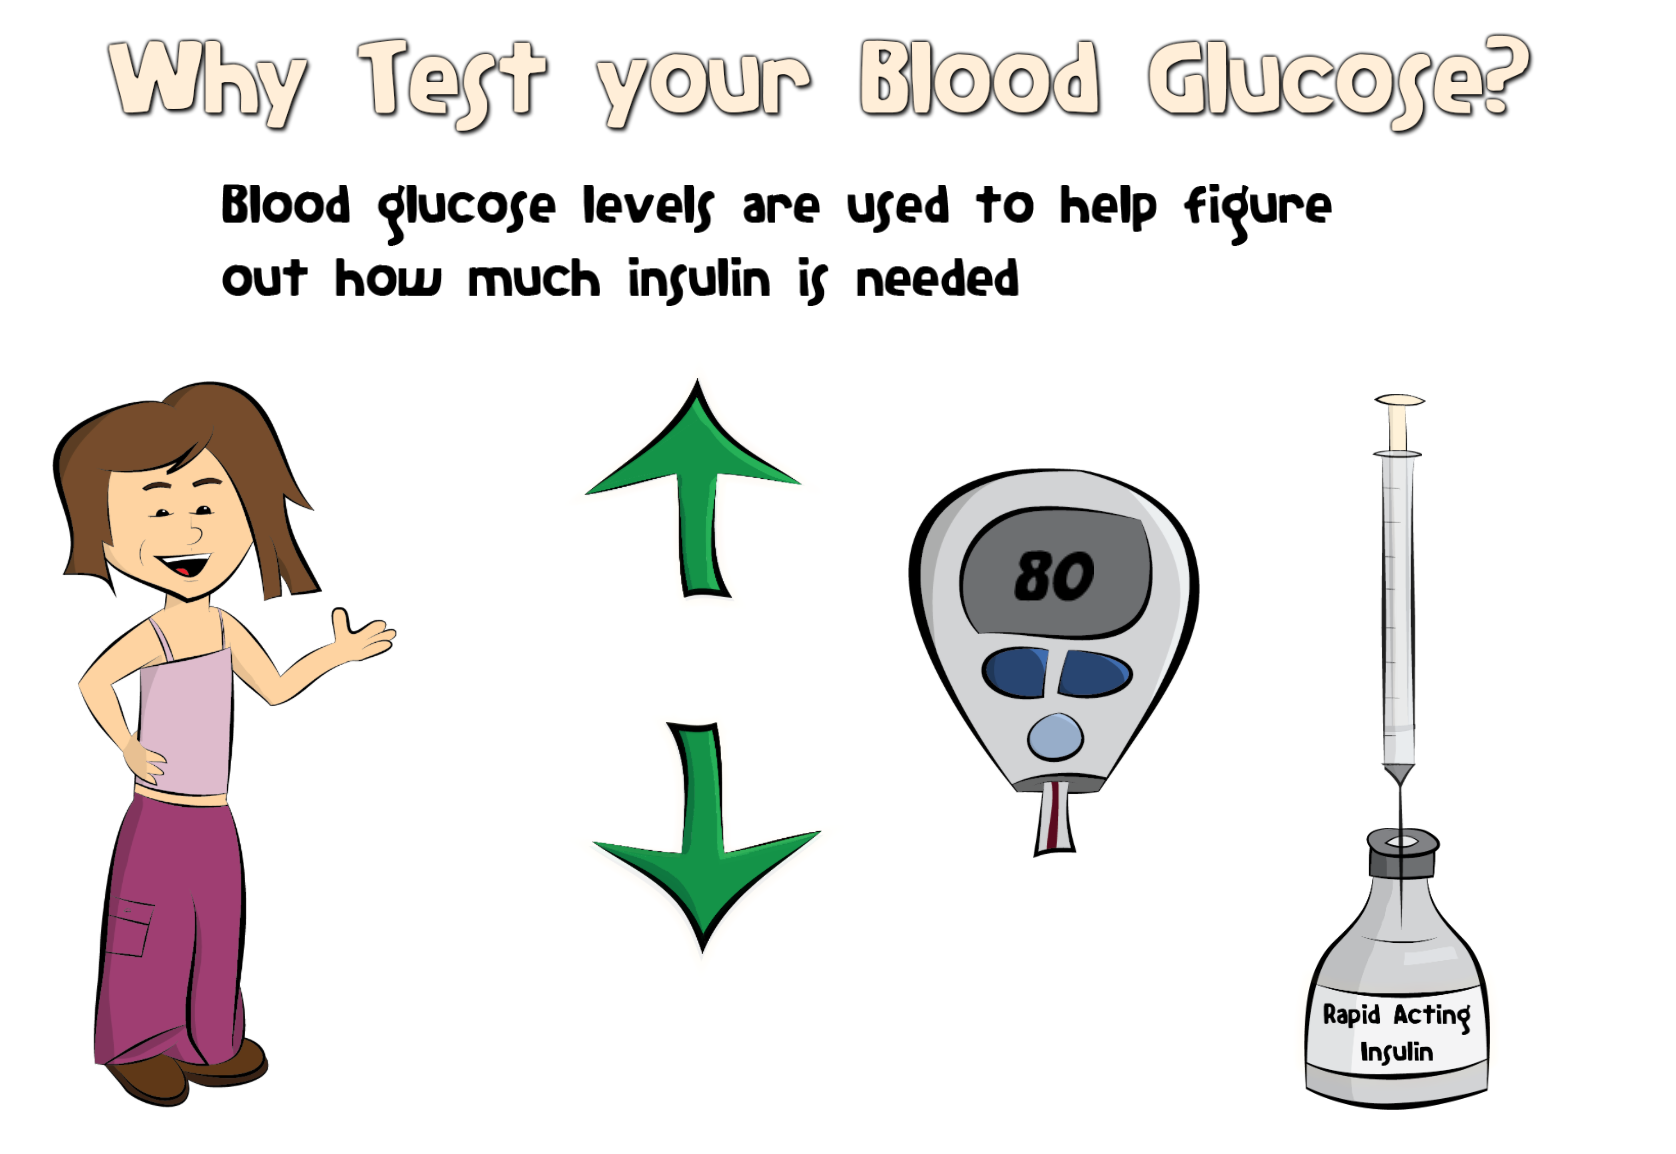 Why Test your Blood Glucose?
Blood glucose levels are used to help figure
out how much insulin is needed
80
Rapid Acting
Insulin